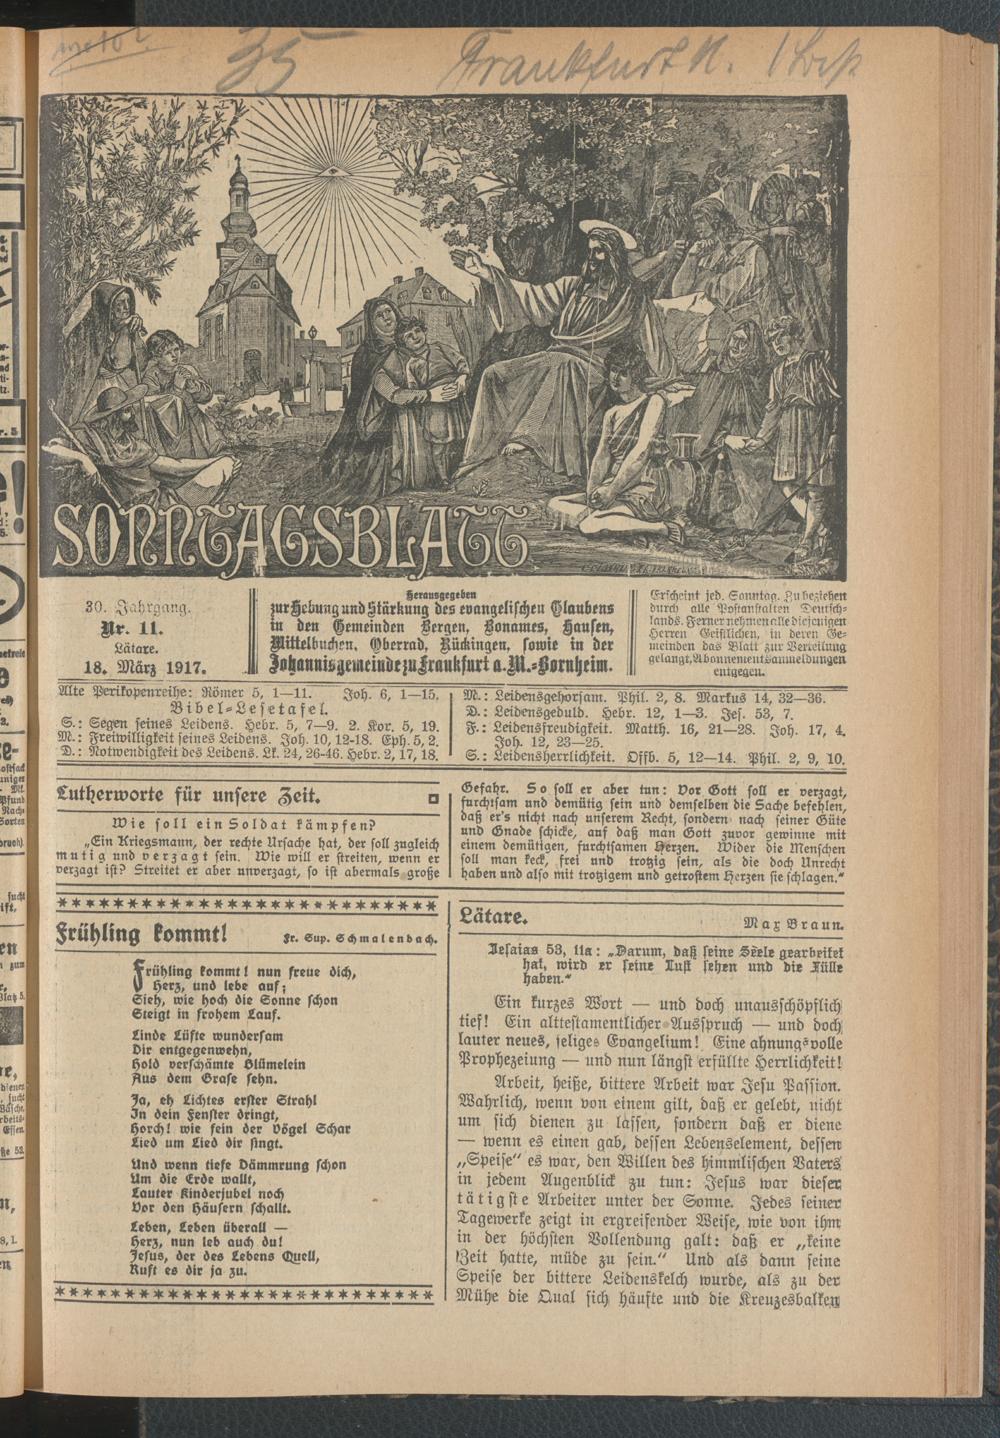 35 Frankfurt N.
SONNTAGSBLATT
30. Jahrgang.
Nr. 11.
Lätare.
18. März 1917.
Herausgegeben
zur Hebung und Stärkung des evangelischen Glaubens
in den Gemeinden Bergen, Bonames, Hausen,
Mittelbuchen, Oberrad, Rückingen, sowie in der
Johannisgemeinde zu Frankfurt a. M.-Bornheim.
Erscheint jed. Sonntag. Zu beziehen
durch alle Postanstalten Deutsch-
lands. Ferner nehmen alle diejenigen
Herren Geistlichen, in deren Ge-
meinden das Blatt zur Verteilung
gelangt, Abonnementsanmeldungen
entgegen.
Alte Perikopenreihe: Römer 5, 1—11. Joh. 6, 1—15.
Bibel-Lesetafel.
S.: Segen seines Leidens. Hebr. 5, 7—9. 2. Kor. 5, 19.
M.: Freiwilligkeit seines Leidens. Joh. 10, 12-18. Eph. 5, 2.
D.: Notwendigkeit des Leidens. Lk. 24, 26-46. Hebr. 2, 17, 18.
M.: Leidensgehorsam. Phil. 2, 8. Markus 14, 32—36.
D.: Leidensgeduld. Hebr. 12, 1—3. Jes. 53, 7.
F.: Leidensfreudigkeit. Matth. 16, 21—28. Joh. 17, 4.
Joh. 12, 23—25.
S.: Leidensherrlichkeit. Offb. 5, 12—14. Phil. 2, 9, 10.
Lutherworte für unsere Zeit.
Wie soll ein Soldat kämpfen?
„Ein Kriegsmann, der rechte Ursache hat, der soll zugleich
mutig und verzagt sein. Wie will er streiten, wenn er
verzagt ist? Streitet er aber unverzagt, so ist abermals große
Gefahr. So soll er aber tun: Vor Gott soll er verzagt,
furchtsam und demütig sein und demselben die Sache befehlen,
daß er's nicht nach unserem Recht, sondern nach seiner Güte
und Gnade schicke, auf daß man Gott zuvor gewinne mit
einem demütigen, furchtsamen Herzen. Wider die Menschen
soll man keck, frei und trotzig sein, als die doch Unrecht
haben und also mit trotzigem und getrostem Herzen sie schlagen.“
Frühling kommt! Fr. Sup. Schmalenbach.
Frühling kommt! nun freue dich,
Herz, und lebe auf;
Sieh, wie hoch die Sonne schon
Steigt in frohem Lauf.
Linde Lüfte wundersam
Dir entgegenwehn,
Hold verschämte Blümelein
Aus dem Grase sehn.
Ja, eh Lichtes erster Strahl
In dein Fenster dringt,
Horch! wie fein der Vögel Schar
Lied um Lied dir singt.
Und wenn tiefe Dämmrung schon
Um die Erde wallt,
Lauter Kinderjubel noch
Vor den Häusern schallt.
Leben, Leben überall —
Herz, nun leb auch du!
Jesus, der des Lebens Quell,
Ruft es dir ja zu.
Lätare.
Max Braun.
Jesaias 53, 11a: „Darum, daß seine Seele gearbeitet
hat, wird er seine Lust sehen und die Fülle
haben.“
Ein kurzes Wort — und doch unausschöpflich
tief! Ein alttestamentlicher Ausspruch — und doch
lauter neues, seliges Evangelium! Eine ahnungsvolle
Prophezeiung — und nun längst erfüllte Herrlichkeit!
Arbeit, heiße, bittere Arbeit war Jesu Passion.
Wahrlich, wenn von einem gilt, daß er gelebt, nicht
um sich dienen zu lassen, sondern daß er diene
— wenn es einen gab, dessen Lebenselement, dessen
„Speise“ es war, den Willen des himmlischen Vaters
in jedem Augenblick zu tun: Jesus war dieser
tätigste Arbeiter unter der Sonne. Jedes seiner
Tagewerke zeigt in ergreifender Weise, wie von ihm
in der höchsten Vollendung galt: daß er „keine
Zeit hatte, müde zu sein.“ Und als dann seine
Speise der bittere Leidenskelch wurde, als zu der
Mühe die Qual sich häufte und die Kreuzesbalken